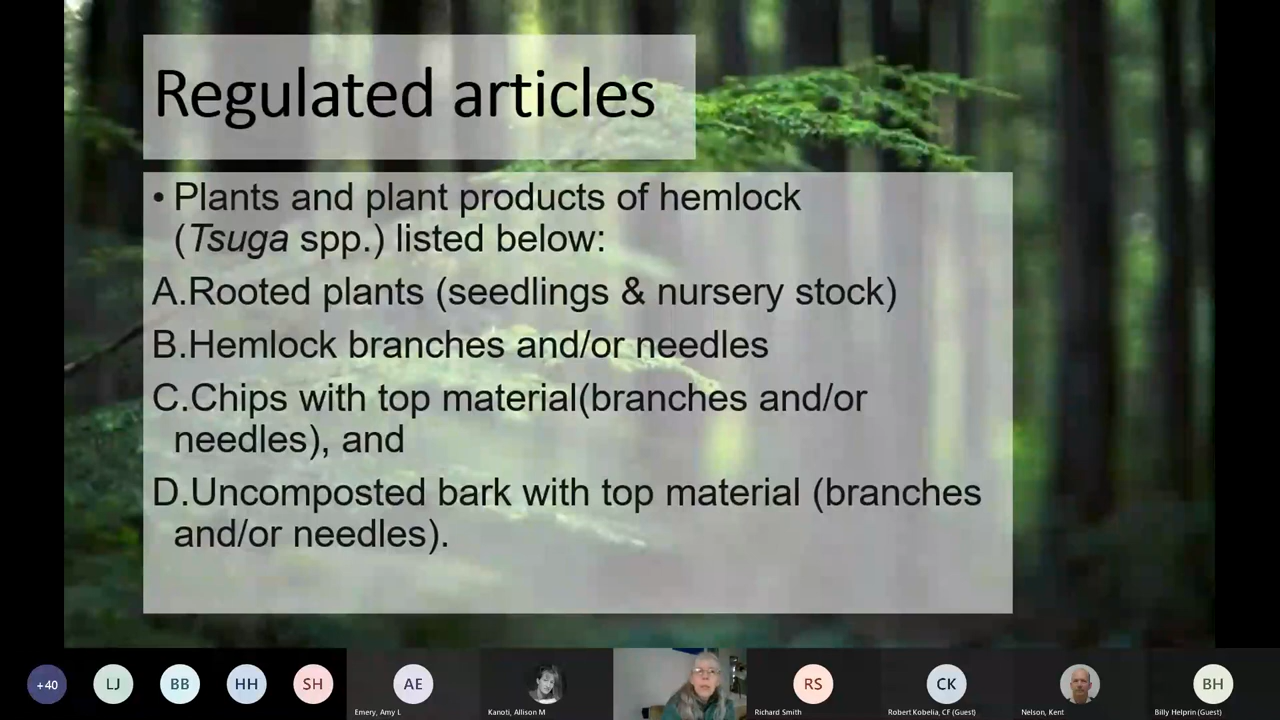 Regulated articles
• Plants and plant products of hemlock
(Tsuga spp.) listed below:
A.Rooted plants (seedlings & nursery stock)
B.Hemlock branches and/or needles
C.Chips with top material(branches and/or
needles), and
D.Uncomposted bark with top material (branches
and/or needles).
+40
LJ
BB
HH
SH
AE
RS
CK
BH
Emery, Amy L
Kanoti, Allison M
Richard Smith
Robert Kobelia, CF (Guest)
Nelson, Kent
Billy Helprin (Guest)